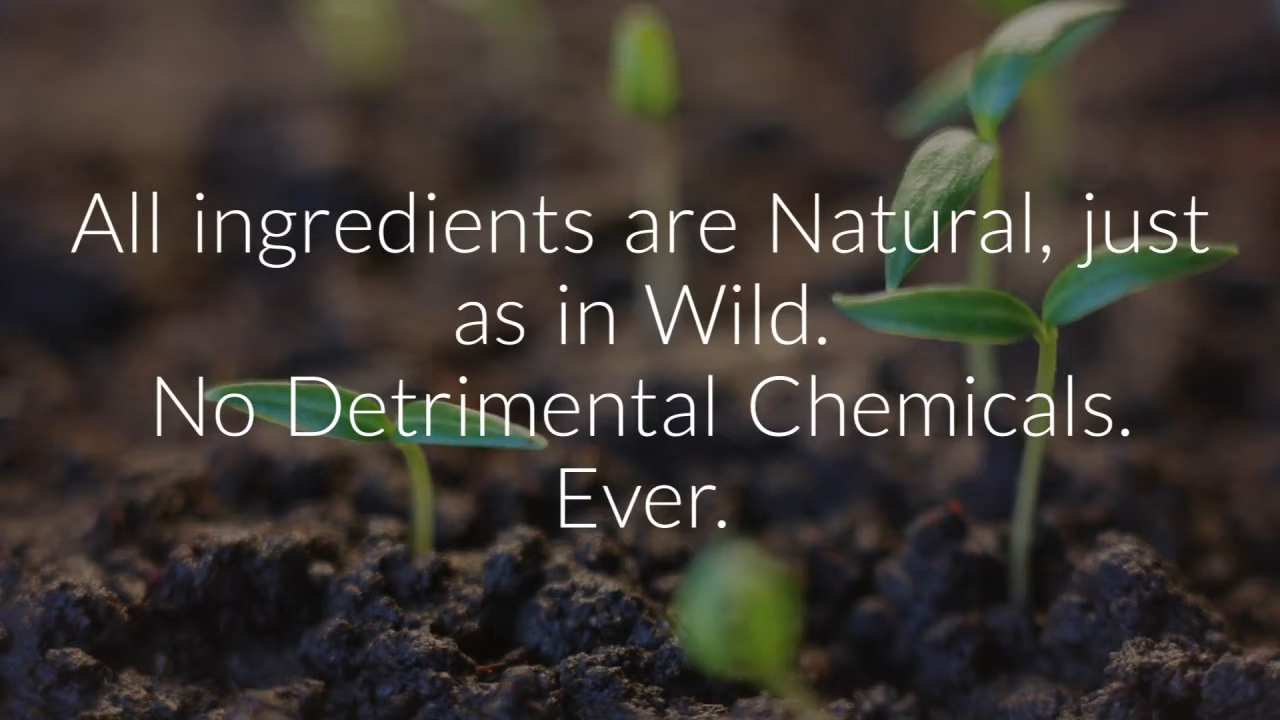 All ingredients are Natural, just
as in Wild.
No Detrimental Chemicals.
Ever.